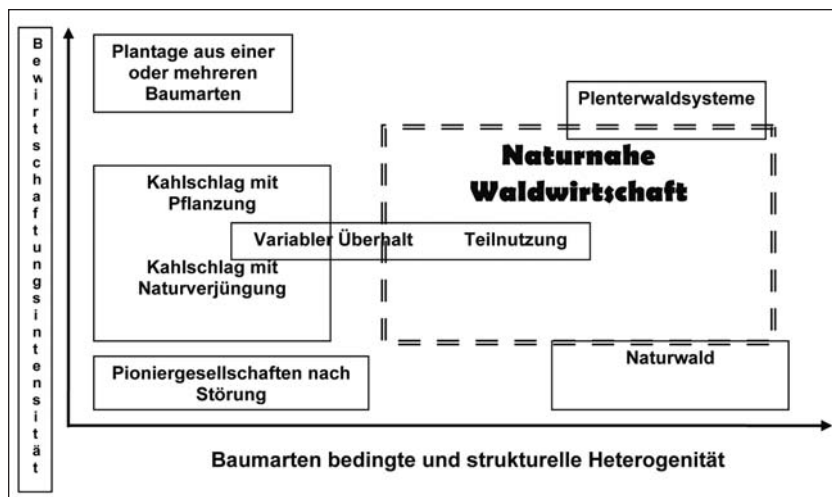 Bewirtschaftungsintensität
Plantage aus einer
oder mehreren
Baumarten
Plenterwaldsysteme
Naturnahe
Waldwirtschaft
Kahlschlag mit
Pflanzung
Variabler Überhalt Teilnutzung
Kahlschlag mit
Naturverjüngung
Naturwald
Pioniergesellschaften nach
Störung
Baumarten bedingte und strukturelle Heterogenität